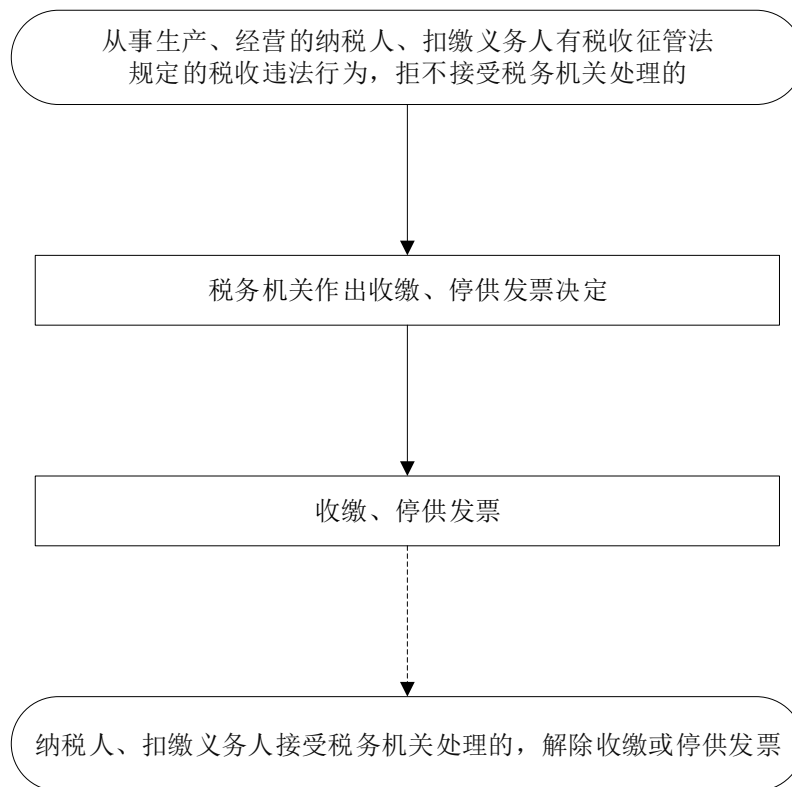 从事生产、经营的纳税人、扣缴义务人有税收征管法
规定的税收违法行为，拒不接受税务机关处理的
税务机关作出收缴、停供发票决定
收缴、停供发票
纳税人、扣缴义务人接受税务机关处理的，解除收缴或停供发票